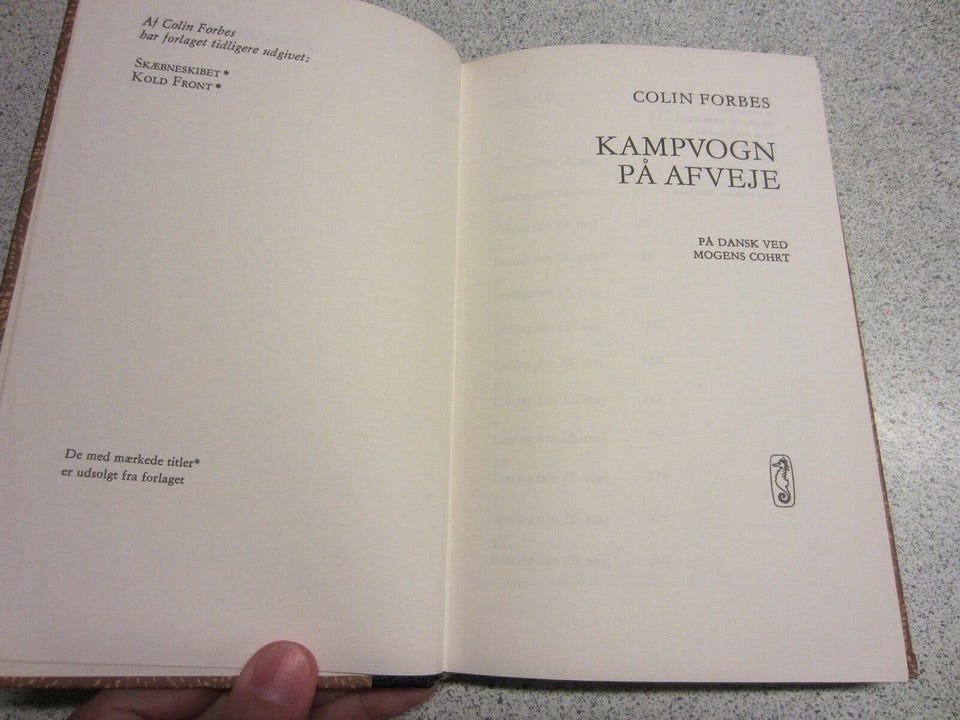 Af Colin Forbes
har forlaget tidligere udgivet:
SKÆBNESKIBET*
KOLD FRONT*
De med mærkede titler*
er udsolgt fra forlaget
COLIN FORBES
KAMPVOGN
PÅ AFVEJE
PÅ DANSK VED
MOGENS COHRT